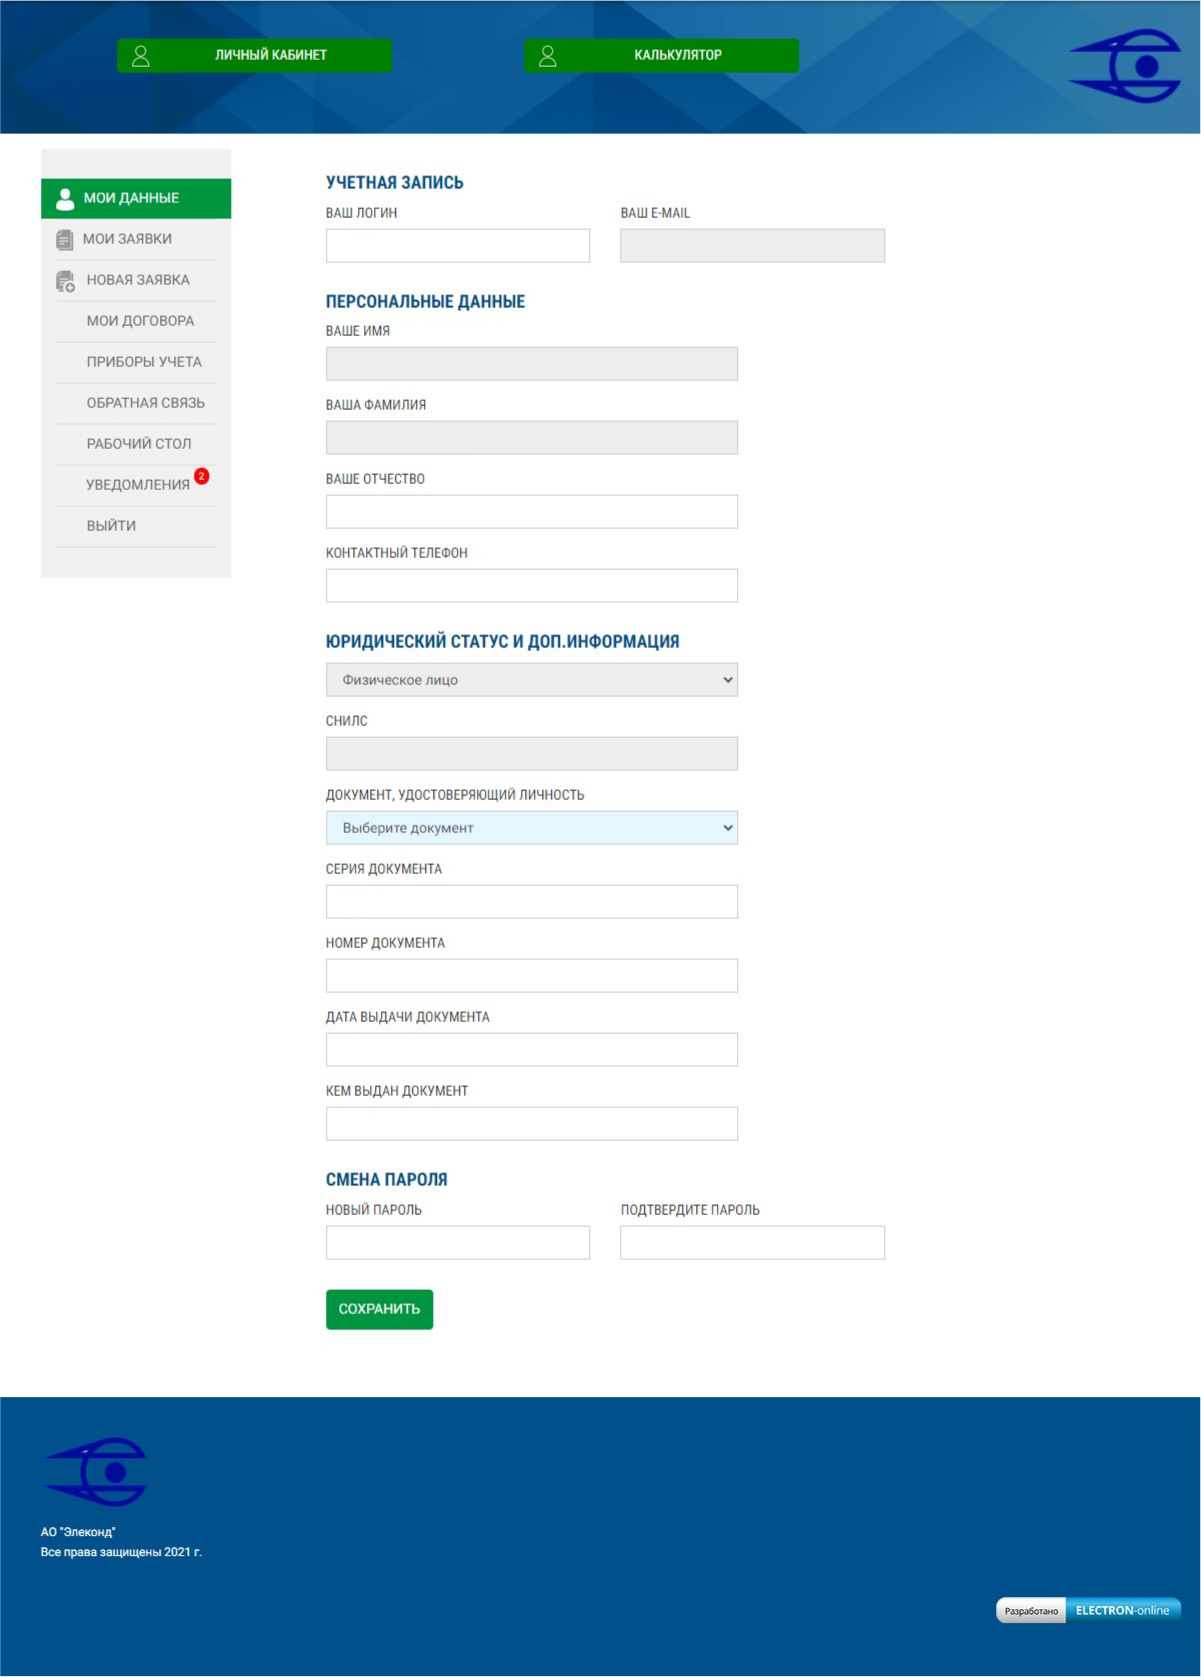 ЛИЧНЫЙ КАБИНЕТ
КАЛЬКУЛЯТОР
МОИ ДАННЫЕ
МОИ ЗАЯВКИ
НОВАЯ ЗАЯВКА
МОИ ДОГОВОРА
ПРИБОРЫ УЧЕТА
ОБРАТНАЯ СВЯЗЬ
РАБОЧИЙ СТОЛ
УВЕДОМЛЕНИЯ 2
ВЫЙТИ
УЧЕТНАЯ ЗАПИСЬ
ВАШ ЛОГИН
ВАШ E-MAIL
ПЕРСОНАЛЬНЫЕ ДАННЫЕ
ВАШЕ ИМЯ
ВАША ФАМИЛИЯ
ВАШЕ ОТЧЕСТВО
КОНТАКТНЫЙ ТЕЛЕФОН
ЮРИДИЧЕСКИЙ СТАТУС И ДОП.ИНФОРМАЦИЯ
Физическое лицо
СНИЛС
ДОКУМЕНТ, УДОСТОВЕРЯЮЩИЙ ЛИЧНОСТЬ
Выберите документ
СЕРИЯ ДОКУМЕНТА
НОМЕР ДОКУМЕНТА
ДАТА ВЫДАЧИ ДОКУМЕНТА
КЕМ ВЫДАН ДОКУМЕНТ
СМЕНА ПАРОЛЯ
НОВЫЙ ПАРОЛЬ
ПОДТВЕРДИТЕ ПАРОЛЬ
СОХРАНИТЬ
АО "Элеконд"
Все права защищены 2021 г.
Разработано ELECTRON-online